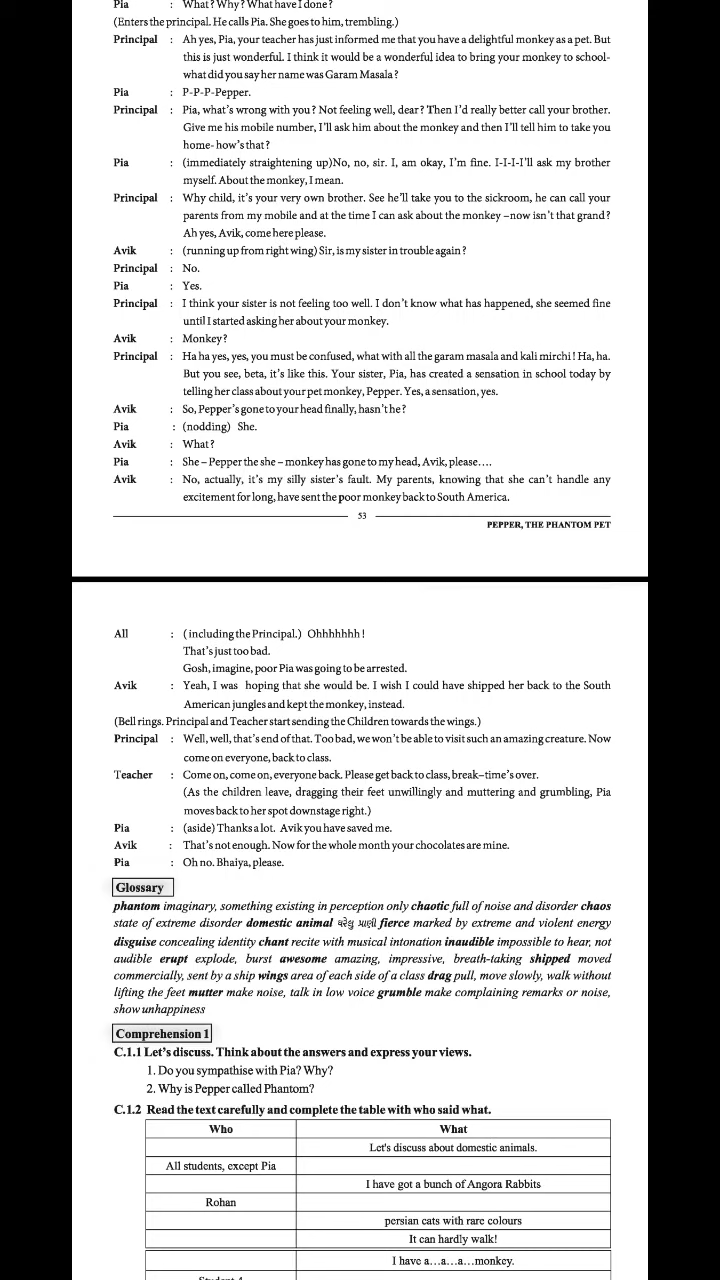 Pia : What? Why? What have I done?
(Enters the principal. He calls Pia. She goes to him, trembling.)
Principal : Ah yes, Pia, your teacher has just informed me that you have a delightful monkey as a pet. But
this is just wonderful. I think it would be a wonderful idea to bring your monkey to school-
what did you say her name was Garam Masala?
Pia : P-P-P-Pepper.
Principal : Pia, what's wrong with you? Not feeling well, dear? Then I'd really better call your brother.
Give me his mobile number, I'll ask him about the monkey and then I'll tell him to take you
home- how's that?
Pia : (immediately straightening up)No, no, sir. I, am okay, I'm fine. I-I-I-I'll ask my brother
myself. About the monkey, I mean.
Principal : Why child, it's your very own brother. See he'll take you to the sickroom, he can call your
parents from my mobile and at the time I can ask about the monkey –now isn't that grand?
Ah yes, Avik, come here please.
Avik : (running up from right wing) Sir, is my sister in trouble again?
Principal : No.
Pia : Yes.
Principal : I think your sister is not feeling too well. I don't know what has happened, she seemed fine
until I started asking her about your monkey.
Avik : Monkey?
Principal : Ha ha yes, yes, you must be confused, what with all the garam masala and kali mirchi! Ha, ha.
But you see, beta, it's like this. Your sister, Pia, has created a sensation in school today by
telling her class about your pet monkey, Pepper. Yes, a sensation, yes.
Avik : So, Pepper's gone to your head finally, hasn't he?
Pia : (nodding) She.
Avik : What?
Pia : She – Pepper the she – monkey has gone to my head, Avik, please….
Avik : No, actually, it's my silly sister's fault. My parents, knowing that she can't handle any
excitement for long, have sent the poor monkey back to South America.
53
PEPPER, THE PHANTOM PET
All : ( including the Principal.) Ohhhhhhh!
That's just too bad.
Gosh, imagine, poor Pia was going to be arrested.
Avik : Yeah, I was hoping that she would be. I wish I could have shipped her back to the South
American jungles and kept the monkey, instead.
(Bell rings. Principal and Teacher start sending the Children towards the wings.)
Principal : Well, well, that's end of that. Too bad, we won't be able to visit such an amazing creature. Now
come on everyone, back to class.
Teacher : Come on, come on, everyone back. Please get back to class, break–time's over.
(As the children leave, dragging their feet unwillingly and muttering and grumbling, Pia
moves back to her spot downstage right.)
Pia : (aside) Thanks a lot. Avik you have saved me.
Avik : That's not enough. Now for the whole month your chocolates are mine.
Pia : Oh no. Bhaiya, please.
Glossary
phantom imaginary, something existing in perception only chaotic full of noise and disorder chaos
state of extreme disorder domestic animal ઘરેલુ પ્રાણી fierce marked by extreme and violent energy
disguise concealing identity chant recite with musical intonation inaudible impossible to hear, not
audible erupt explode, burst awesome amazing, impressive, breath-taking shipped moved
commercially, sent by a ship wings area of each side of a class drag pull, move slowly, walk without
lifting the feet mutter make noise, talk in low voice grumble make complaining remarks or noise,
show unhappiness
Comprehension 1
C.1.1 Let's discuss. Think about the answers and express your views.
1. Do you sympathise with Pia? Why?
2. Why is Pepper called Phantom?
C.1.2 Read the text carefully and complete the table with who said what.
Who What
Let's discuss about domestic animals.
All students, except Pia
I have got a bunch of Angora Rabbits
Rohan
persian cats with rare colours
It can hardly walk!
I have a…a…a…monkey.
Student 4